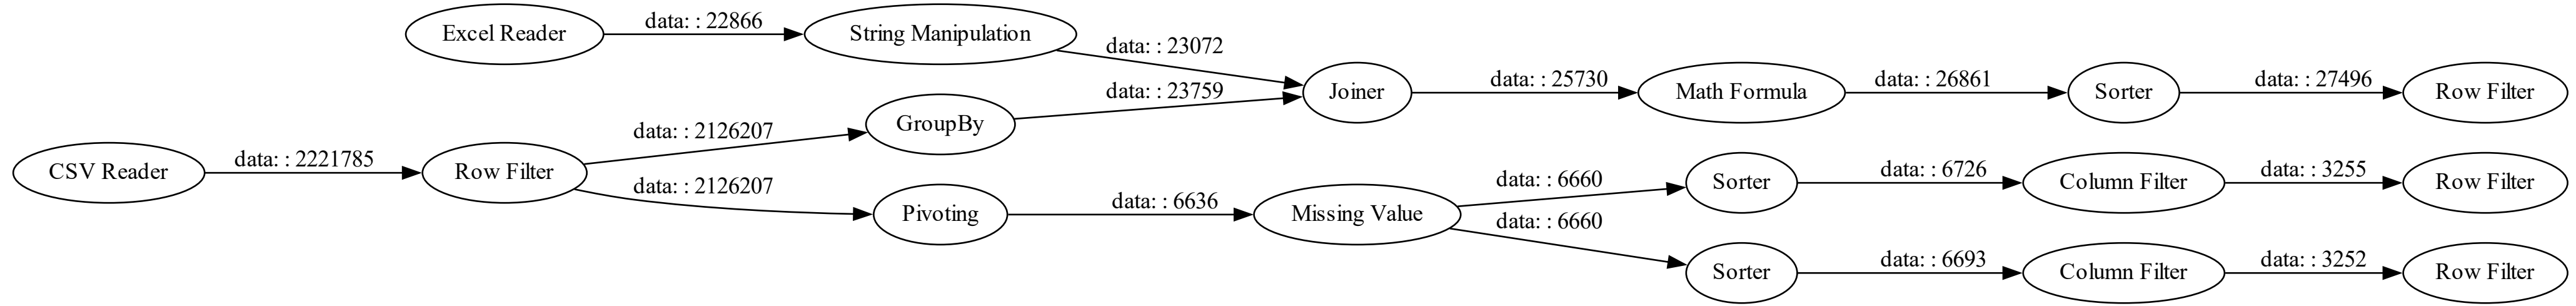 Excel Reader
data: : 22866
String Manipulation
data: : 23072
GroupBy
data: : 23759
Joiner
data: : 25730
Math Formula
data: : 26861
Sorter
data: : 27496
Row Filter
CSV Reader
data: : 2221785
Row Filter
data: : 2126207
data: : 2126207
Pivoting
data: : 6636
Missing Value
data: : 6660
data: : 6660
Sorter
data: : 6726
Column Filter
data: : 3255
Row Filter
Sorter
data: : 6693
Column Filter
data: : 3252
Row Filter